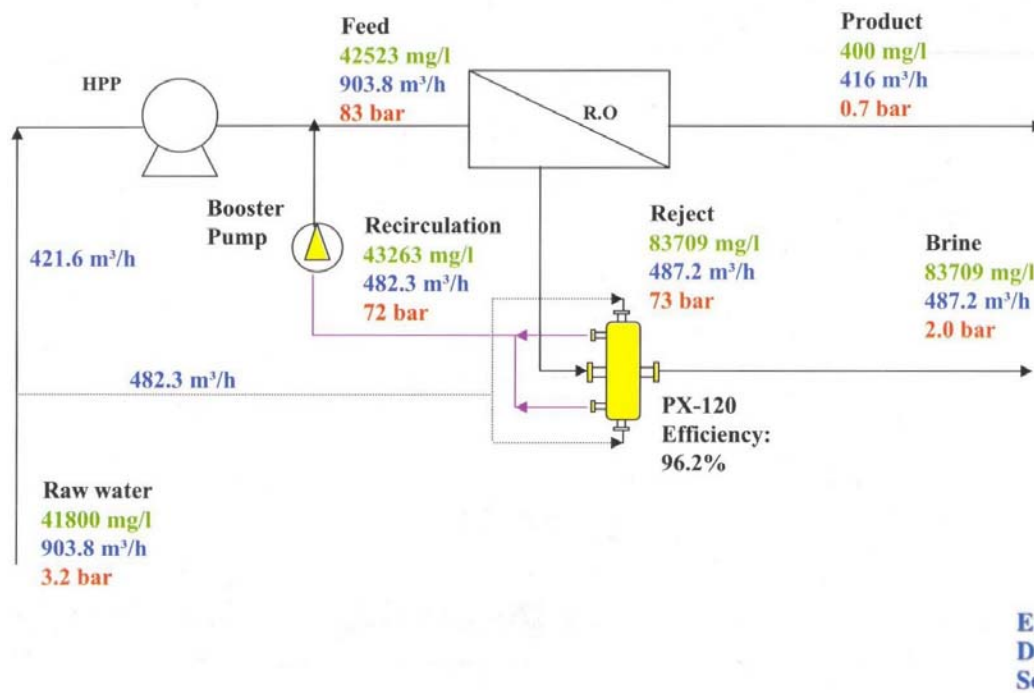 Feed
42523 mg/l
903.8 m³/h
83 bar
Product
400 mg/l
416 m³/h
0.7 bar
HPP
R.O
Booster
Pump
Recirculation
43263 mg/l
482.3 m³/h
72 bar
Reject
83709 mg/l
487.2 m³/h
73 bar
Brine
83709 mg/l
487.2 m³/h
2.0 bar
421.6 m³/h
482.3 m³/h
PX-120
Efficiency:
96.2%
Raw water
41800 mg/l
903.8 m³/h
3.2 bar